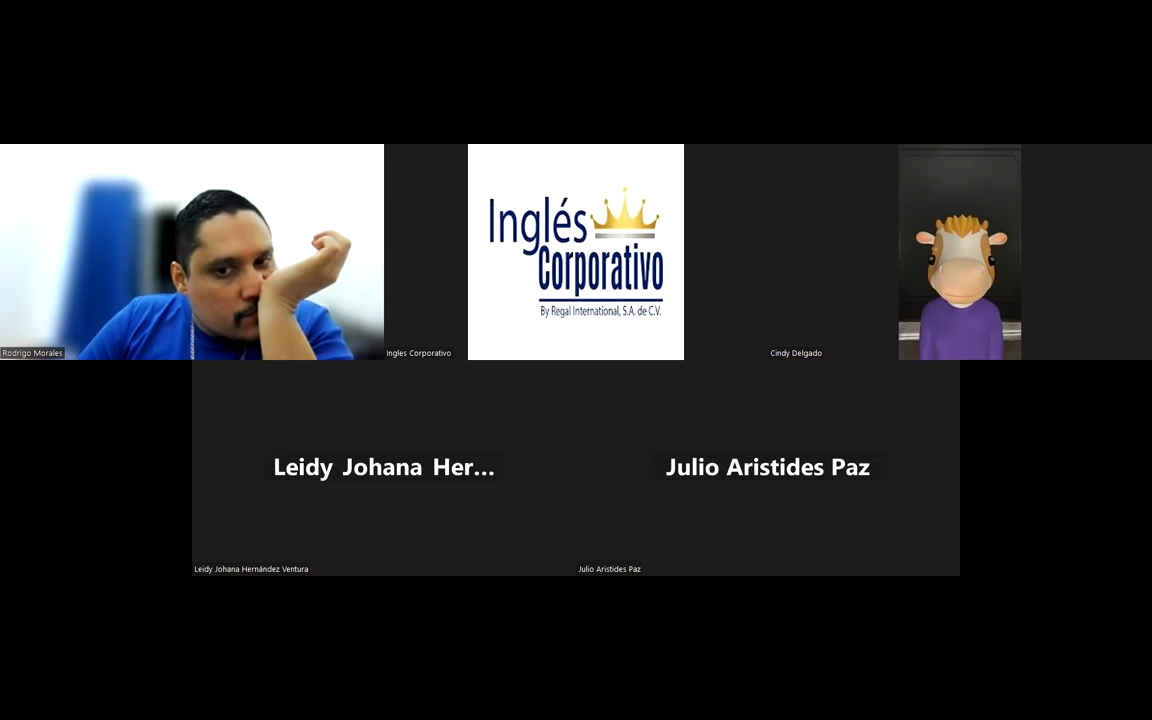 Inglés
Corporativo
By Regal International, S.A. de C.V.
Rodrigo Morales
Ingles Corporativo
Cindy Delgado
Leidy Johana Her...
Julio Aristides Paz
Leidy Johana Hernández Ventura
Julio Aristides Paz